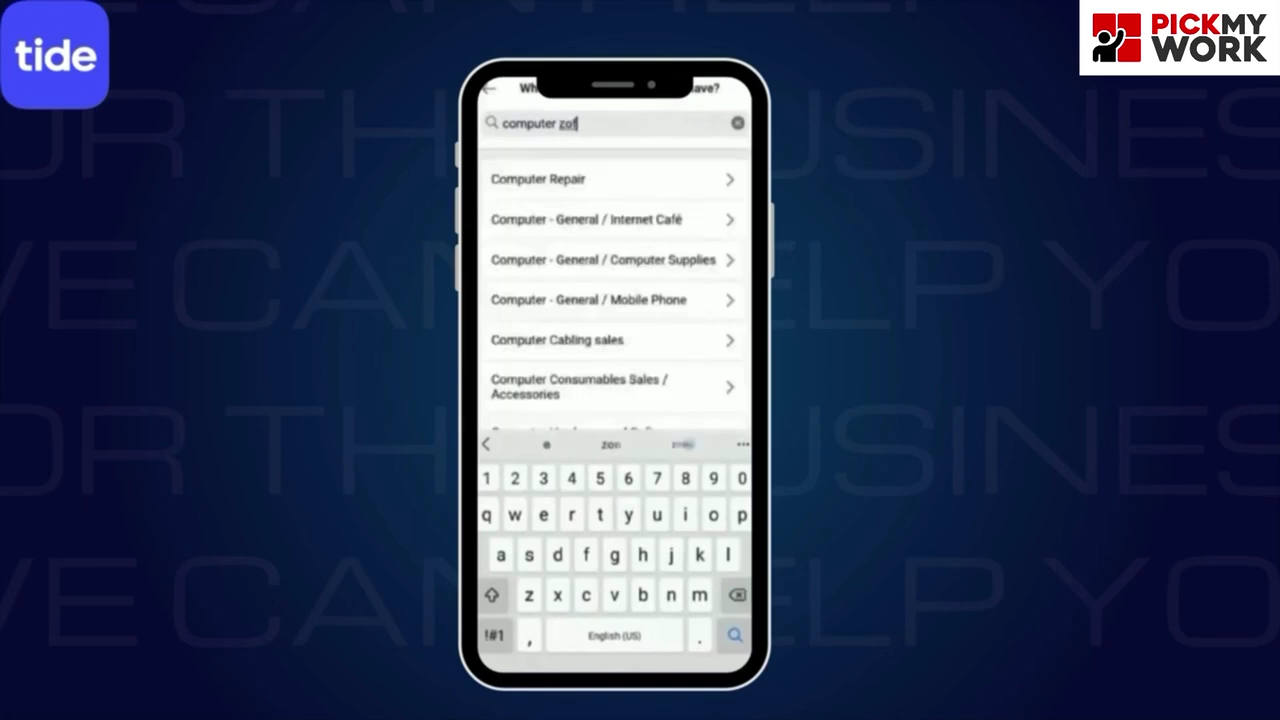 tide
PICKMY
WORK
ave?
computer zof
Computer Repair
Computer - General / Internet Café
Computer - General / Computer Supplies
Computer - General / Mobile Phone
Computer Cabling sales
Computer Consumables Sales /
Accessories
e zon
1 2 3 4 5 6 7 8 9 0
q w e r t y u i o p
a s d f g h j k l
z x c v b n m
!#1 , English (US) .